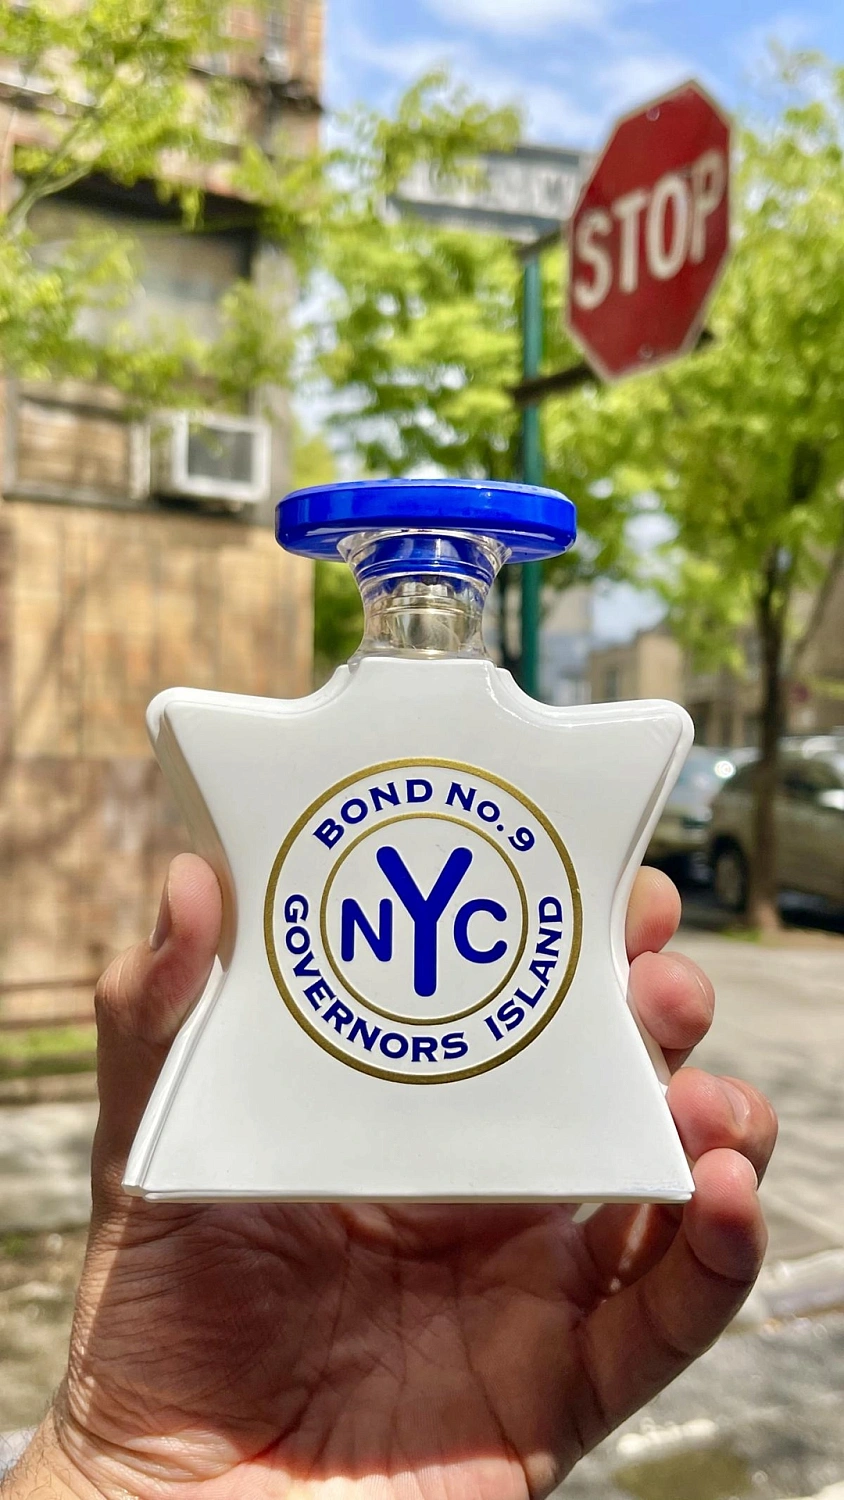 STOP
BOND No. 9
NYC
GOVERNORS ISLAND